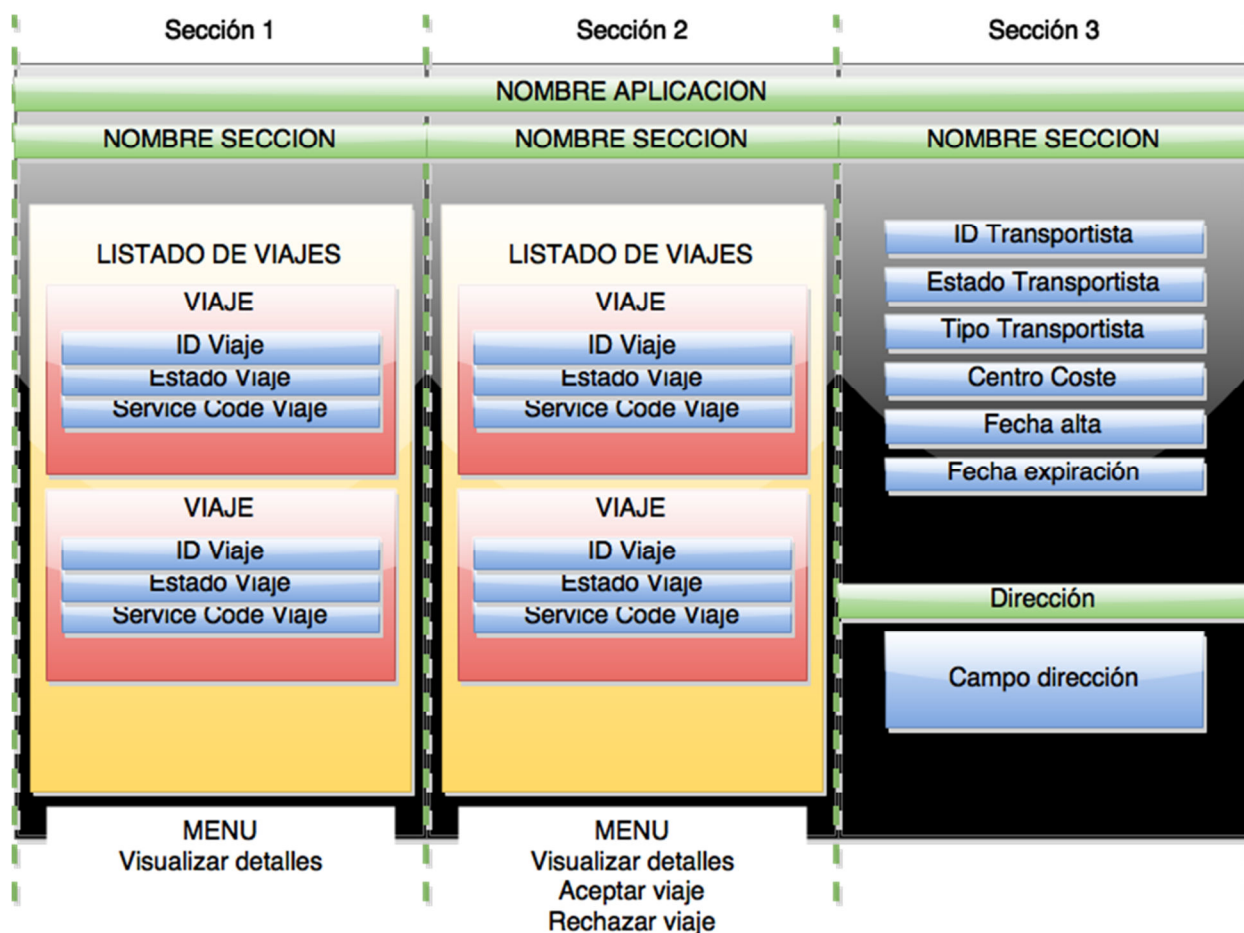 Sección 1
Sección 2
Sección 3
NOMBRE APLICACION
NOMBRE SECCION
NOMBRE SECCION
NOMBRE SECCION
LISTADO DE VIAJES
VIAJE
ID Viaje
Estado Viaje
Service Code Viaje
VIAJE
ID Viaje
Estado Viaje
Service Code Viaje
MENU
Visualizar detalles
LISTADO DE VIAJES
VIAJE
ID Viaje
Estado Viaje
Service Code Viaje
VIAJE
ID Viaje
Estado Viaje
Service Code Viaje
MENU
Visualizar detalles
Aceptar viaje
Rechazar viaje
ID Transportista
Estado Transportista
Tipo Transportista
Centro Coste
Fecha alta
Fecha expiración
Dirección
Campo dirección